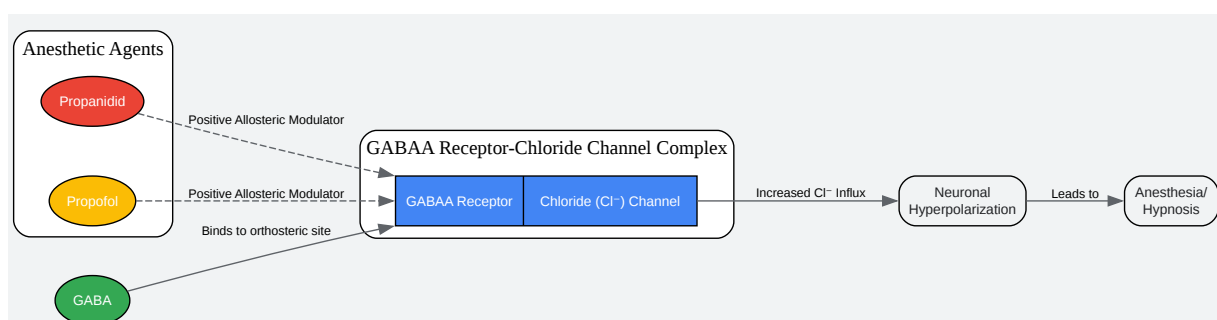 Anesthetic Agents
Propanidid
Positive Allosteric Modulator
GABAA Receptor-Chloride Channel Complex
Propofol
Positive Allosteric Modulator
GABAA Receptor
Chloride (Cl⁻) Channel
Increased Cl⁻ Influx
Neuronal
Hyperpolarization
Leads to
Anesthesia/
Hypnosis
Binds to orthosteric site
GABA